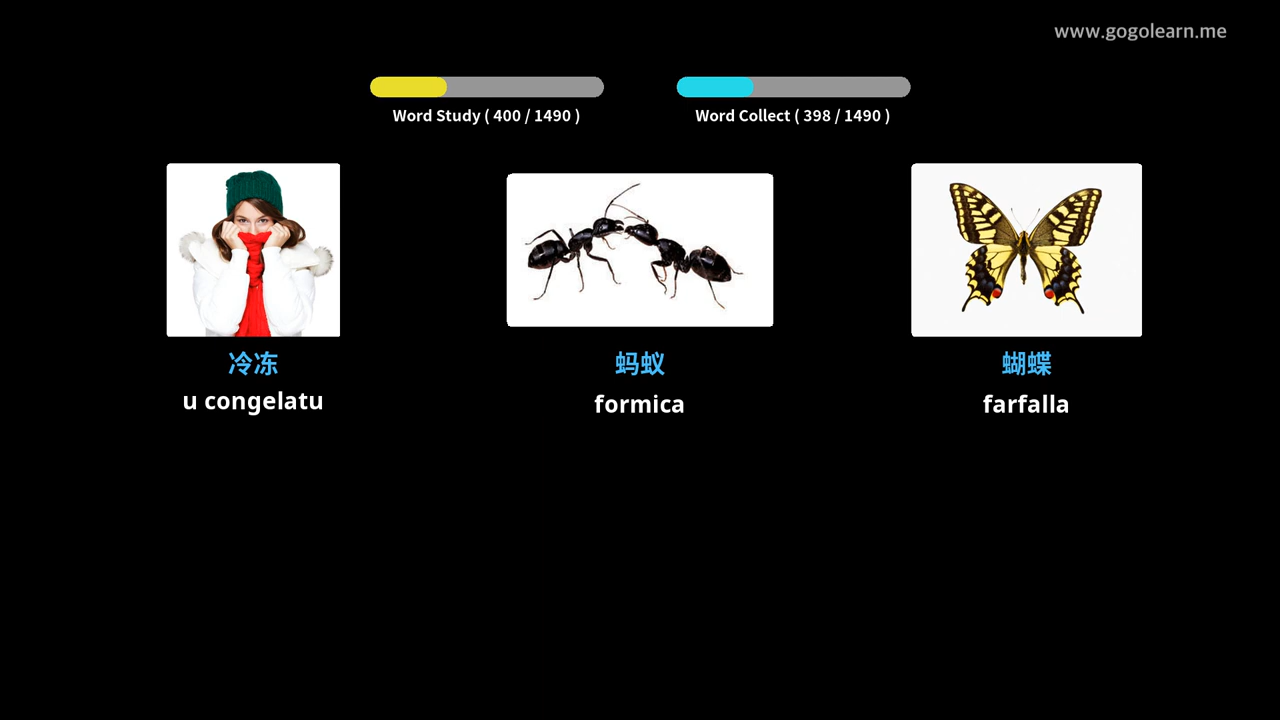 www.gogolearn.me
Word Study ( 400 / 1490 )
Word Collect ( 398 / 1490 )
冷冻
蚂蚁
蝴蝶
u congelatu
formica
farfalla